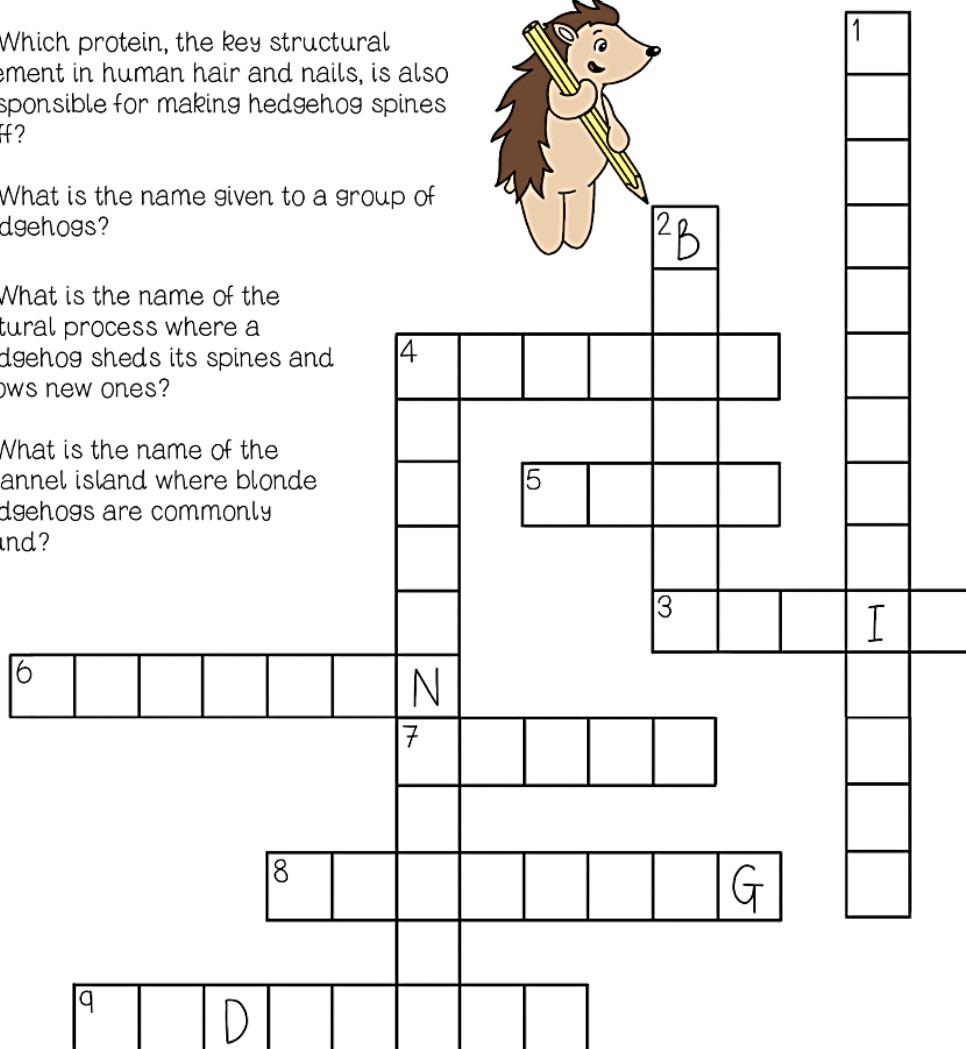 Which protein, the key structural
ement in human hair and nails, is also
sponsible for making hedgehog spines
ff?
What is the name given to a group of
dgehogs?
What is the name of the
tural process where a
dgehog sheds its spines and
ows new ones?
What is the name of the
annel island where blonde
dgehogs are commonly
und?
1
2 B
4
5
3 I
6 N
7
8 G
9 D